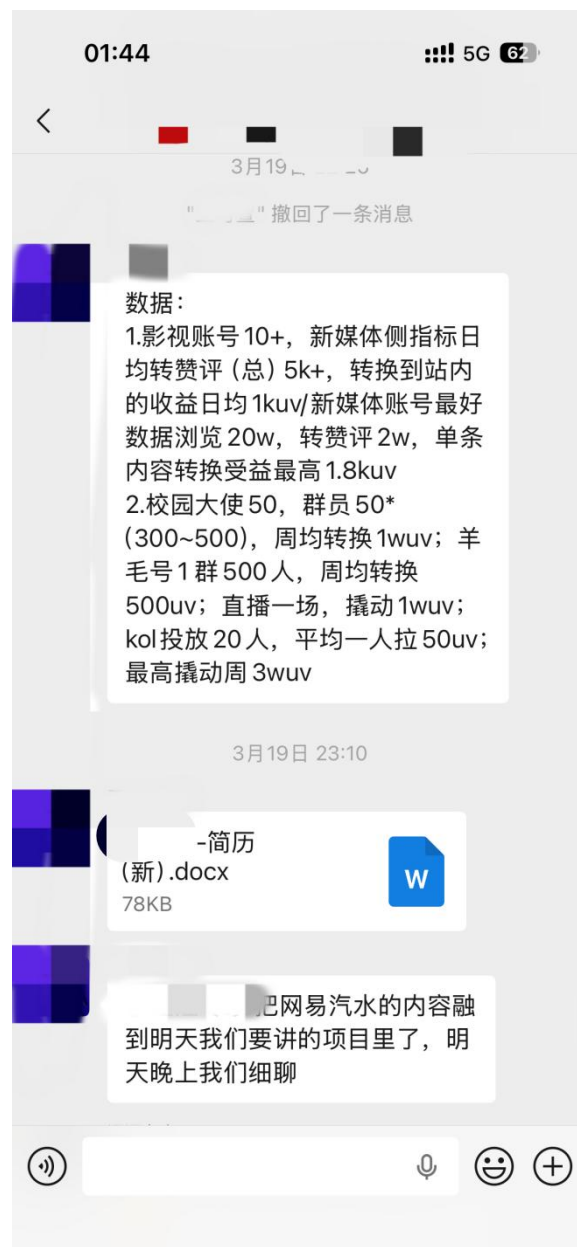 01:44
5G 62
3月19
"撤回了一条消息
数据：
1.影视账号10+，新媒体侧指标日
均转赞评（总）5k+，转换到站内
的收益日均1kuv/新媒体账号最好
数据浏览20w，转赞评2w，单条
内容转换受益最高1.8kuv
2.校园大使50，群员50*
(300~500)，周均转换1wuv；羊
毛号1群500人，周均转换
500uv；直播一场，撬动1wuv；
kol投放20人，平均一人拉50uv；
最高撬动周3wuv
3月19日 23:10
-简历
(新).docx
W
78KB
把网易汽水的内容融
到明天我们要讲的项目里了，明
天晚上我们细聊